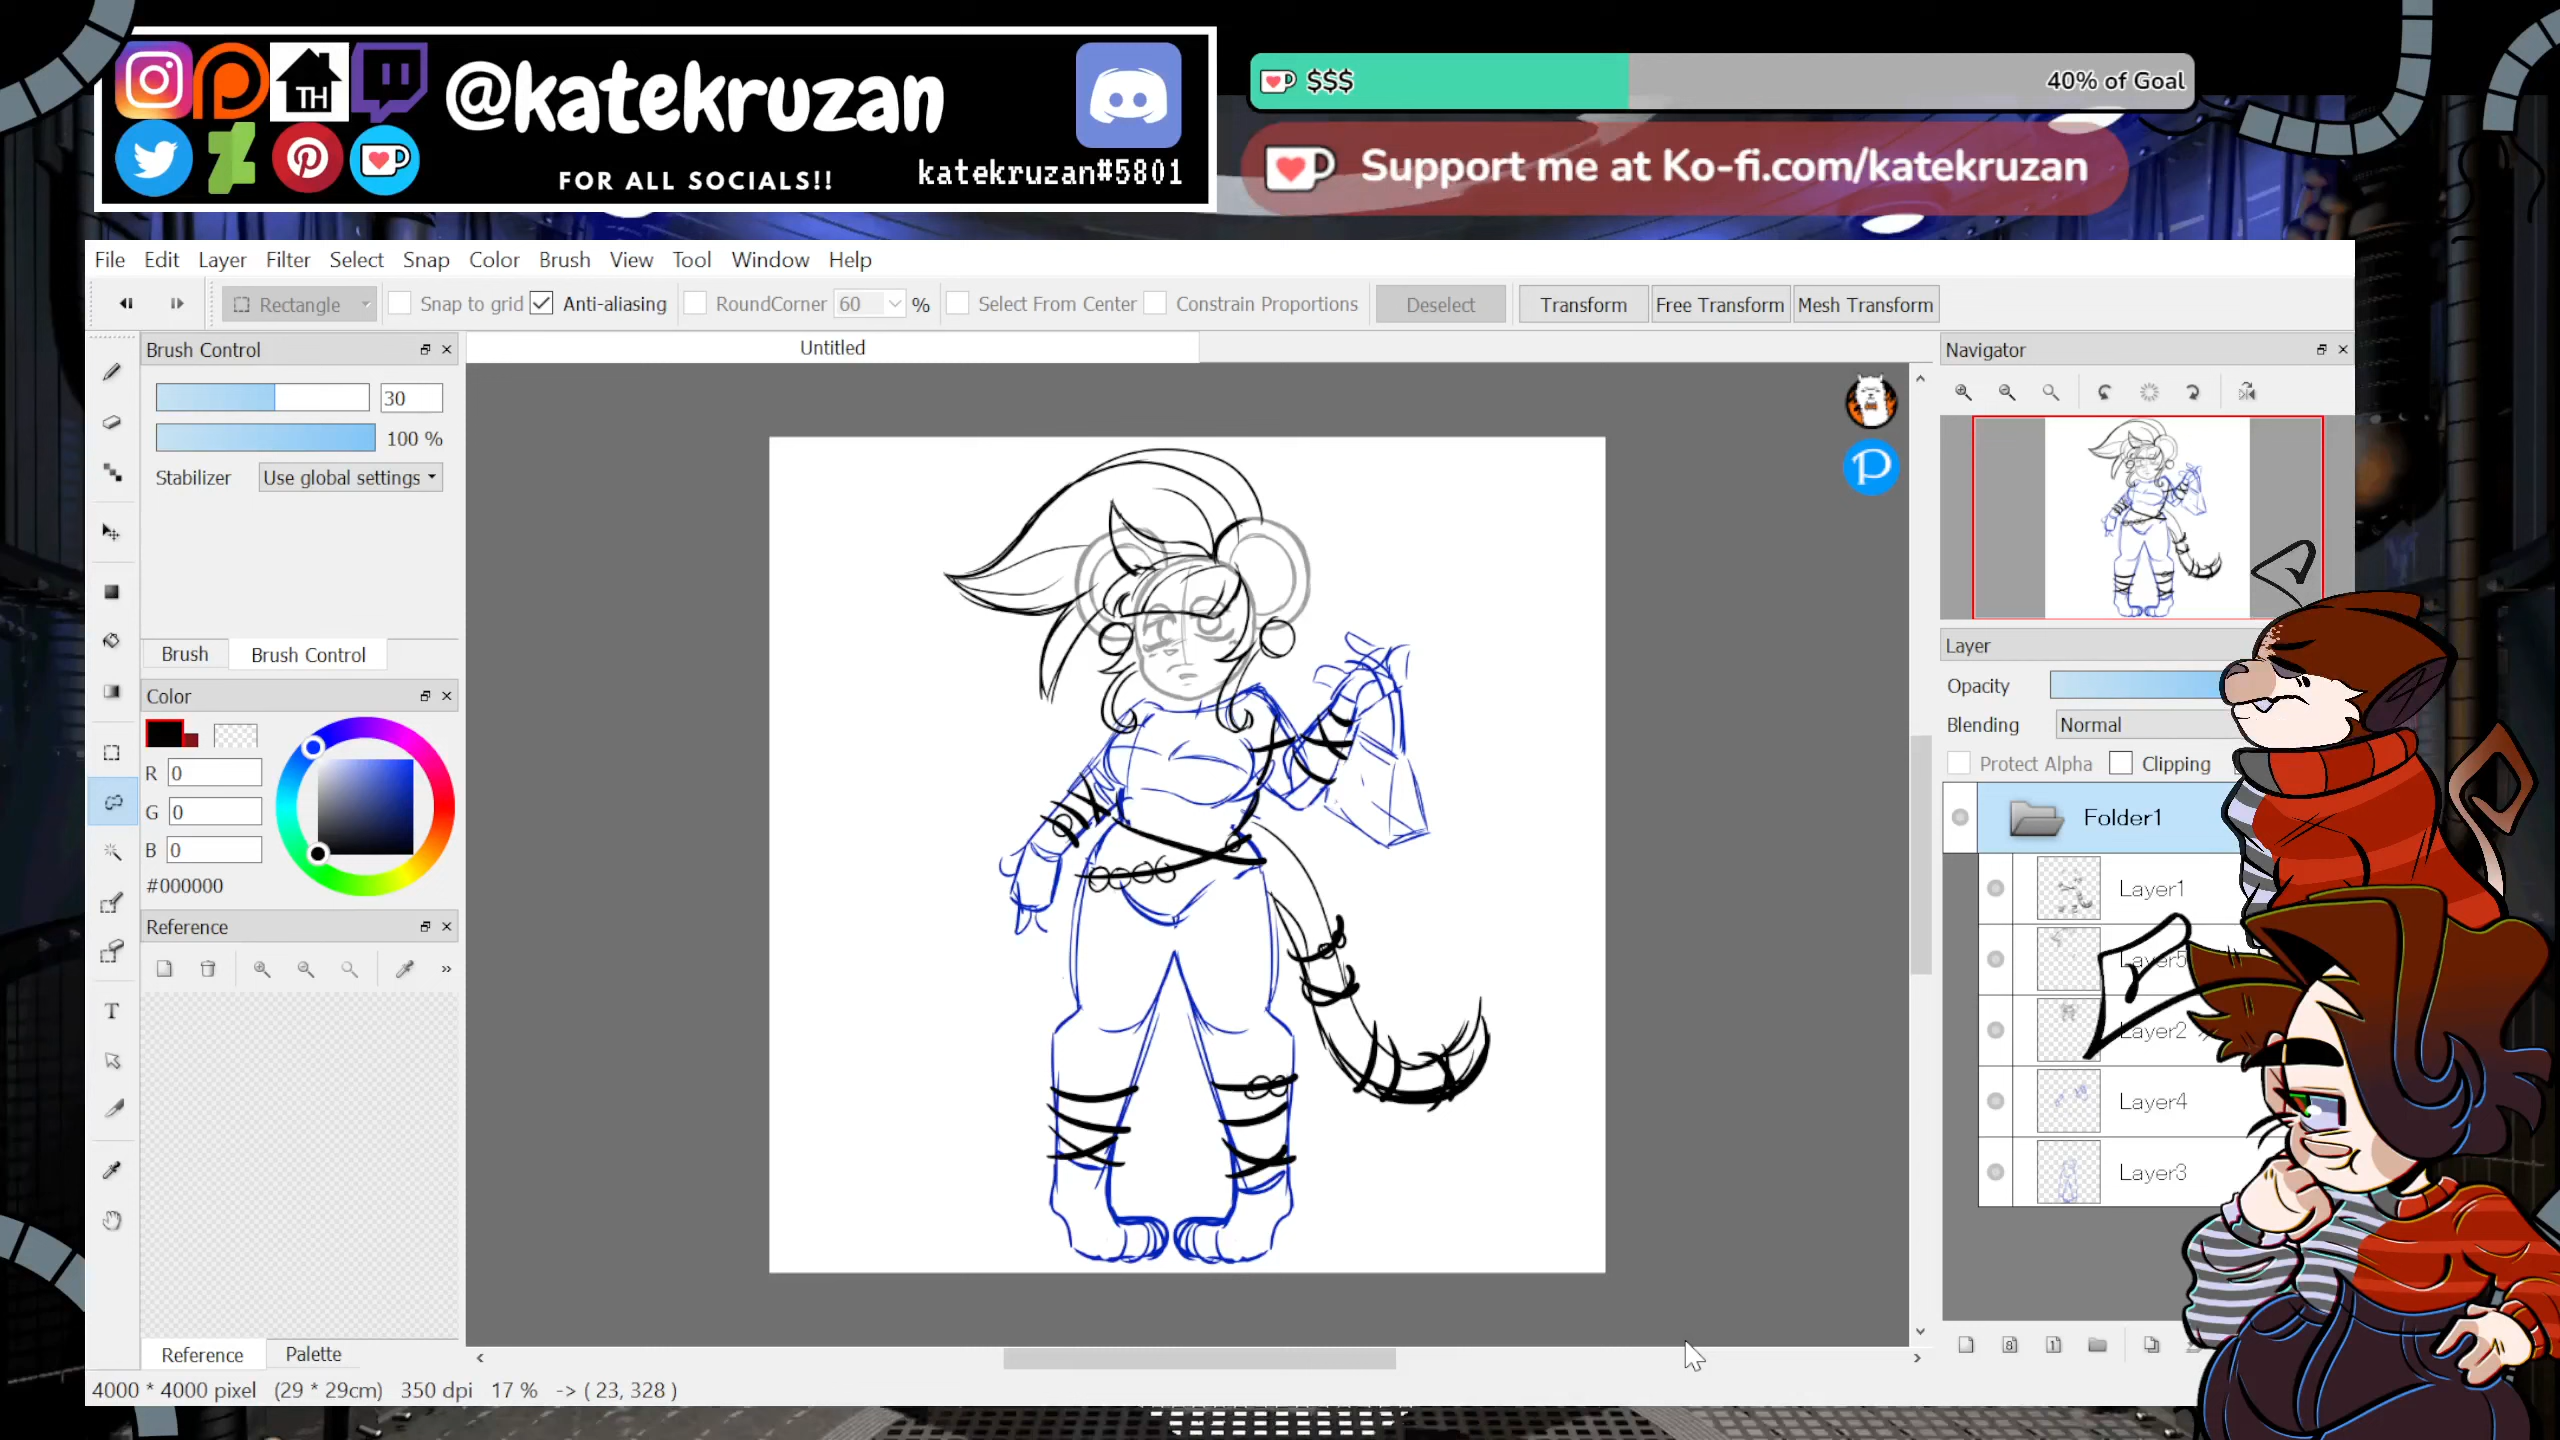 TH
@katekruzan
FOR ALL SOCIALS!!
katekruzan#5801
$$$
40% of Goal
Support me at Ko-fi.com/katekruzan
File Edit Layer Filter Select Snap Color Brush View Tool Window Help
Rectangle Snap to grid Anti-aliasing RoundCorner 60 % Select From Center Constrain Proportions Deselect Transform Free Transform Mesh Transform
Brush Control
Untitled
Navigator
30
100 %
Stabilizer Use global settings
Brush Brush Control
Color
R 0
G 0
B 0
#000000
Reference
T
Reference Palette
Layer
Opacity
Blending Normal
Protect Alpha Clipping
Folder1
Layer1
Layer5
Layer2
Layer4
Layer3
4000 * 4000 pixel (29 * 29cm) 350 dpi 17 % -> ( 23, 328 )